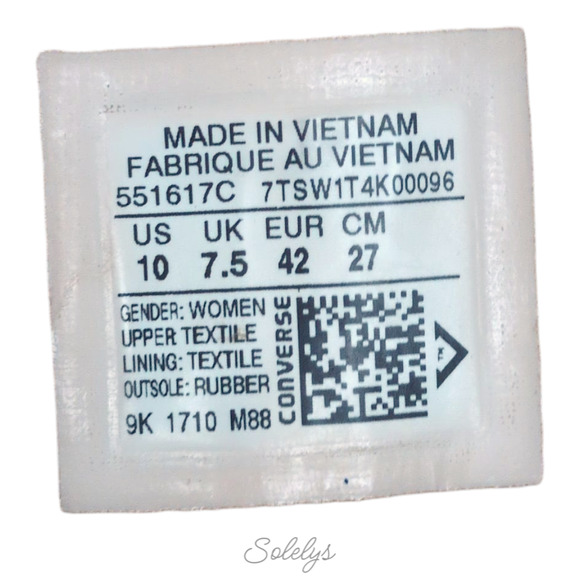 MADE IN VIETNAM
FABRIQUE AU VIETNAM
551617C 7TSW1T4K00096
US UK EUR CM
10 7.5 42 27
GENDER: WOMEN
UPPER TEXTILE
LINING: TEXTILE
OUTSOLE: RUBBER
9K 1710 M88
CONVERSE
Solelys